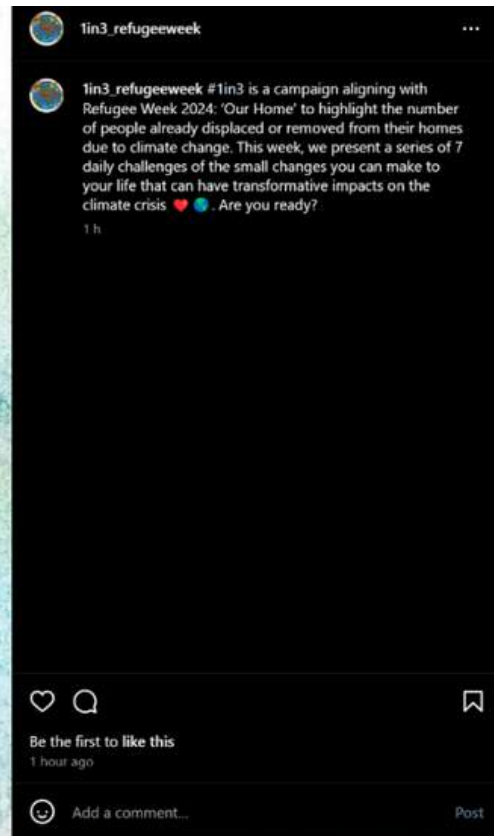 1in3_refugeeweek
1in3_refugeeweek #1in3 is a campaign aligning with
Refugee Week 2024: 'Our Home' to highlight the number
of people already displaced or removed from their homes
due to climate change. This week, we present a series of 7
daily challenges of the small changes you can make to
your life that can have transformative impacts on the
climate crisis ❤️ 🌎 . Are you ready?
1 h
Be the first to like this
1 hour ago
Add a comment...
Post